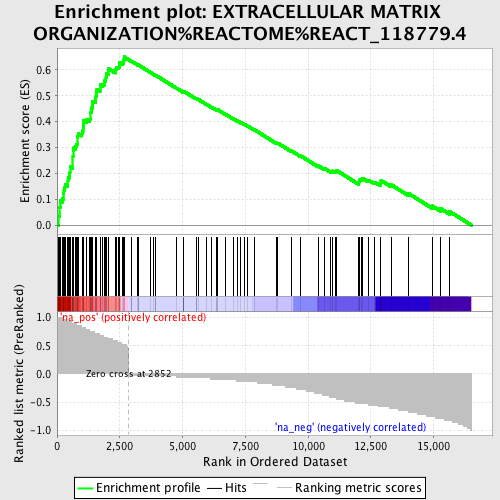 Enrichment plot: EXTRACELLULAR MATRIX
ORGANIZATION%REACTOME%REACT_118779.4
Enrichment score (ES)
0.6
0.5
0.4
0.3
0.2
0.1
0.0
Ranked list metric (PreRanked)
1.0
0.5
0.0
-0.5
-1.0
'na_pos' (positively correlated)
Zero cross at 2852
'na_neg' (negatively correlated)
0 2,500 5,000 7,500 10,000 12,500 15,000
Rank in Ordered Dataset
Enrichment profile Hits Ranking metric scores